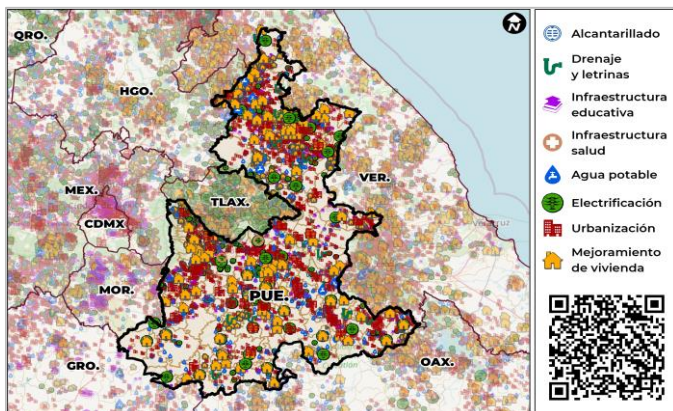 N
QRO.
HGO.
VER.
MEX.
TLAX.
CDMX
MOR.
PUE.
GRO.
OAX.
Alcantarillado
Drenaje
y letrinas
Infraestructura
educativa
Infraestructura
salud
Agua potable
Electrificación
Urbanización
Mejoramiento
de vivienda